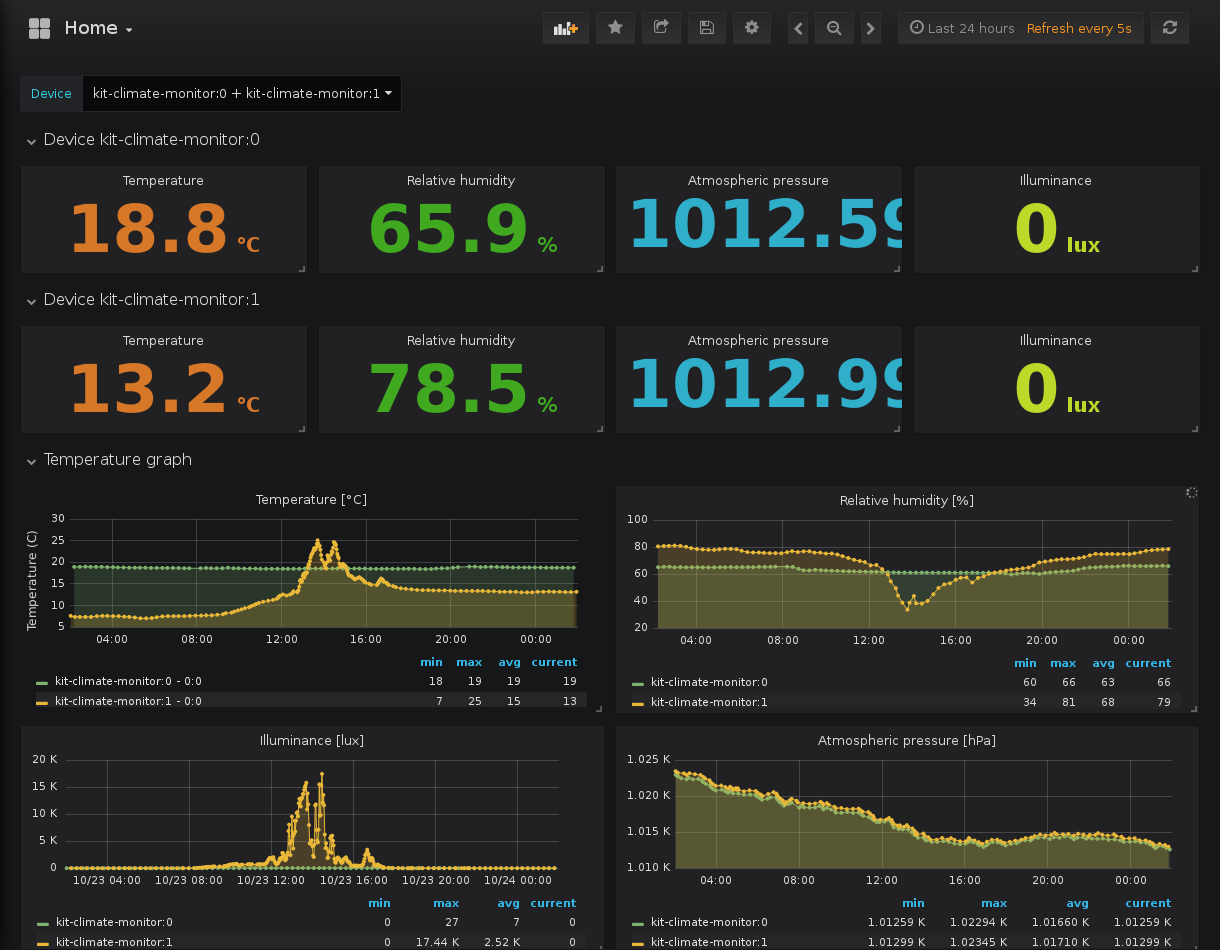 Home
Last 24 hours Refresh every 5s
Device kit-climate-monitor:0 + kit-climate-monitor:1
Device kit-climate-monitor:0
Temperature Relative humidity Atmospheric pressure Illuminance
18.8 °C 65.9 % 1012.59 0 lux
Device kit-climate-monitor:1
Temperature Relative humidity Atmospheric pressure Illuminance
13.2 °C 78.5 % 1012.99 0 lux
Temperature graph
Temperature [°C]
Temperature (C)
30
25
20
15
10
5
04:00 08:00 12:00 16:00 20:00 00:00
min max avg current
kit-climate-monitor:0 - 0:0 18 19 19 19
kit-climate-monitor:1 - 0:0 7 25 15 13
Relative humidity [%]
100
80
60
40
20
04:00 08:00 12:00 16:00 20:00 00:00
min max avg current
kit-climate-monitor:0 60 66 63 66
kit-climate-monitor:1 34 81 68 79
Illuminance [lux]
20 K
15 K
10 K
5 K
0
10/23 04:00 10/23 08:00 10/23 12:00 10/23 16:00 10/23 20:00 10/24 00:00
min max avg current
kit-climate-monitor:0 0 27 7 0
kit-climate-monitor:1 0 17.44 K 2.52 K 0
Atmospheric pressure [hPa]
1.025 K
1.020 K
1.015 K
1.010 K
04:00 08:00 12:00 16:00 20:00 00:00
min max avg current
kit-climate-monitor:0 1.01259 K 1.02294 K 1.01660 K 1.01259 K
kit-climate-monitor:1 1.01299 K 1.02345 K 1.01710 K 1.01299 K